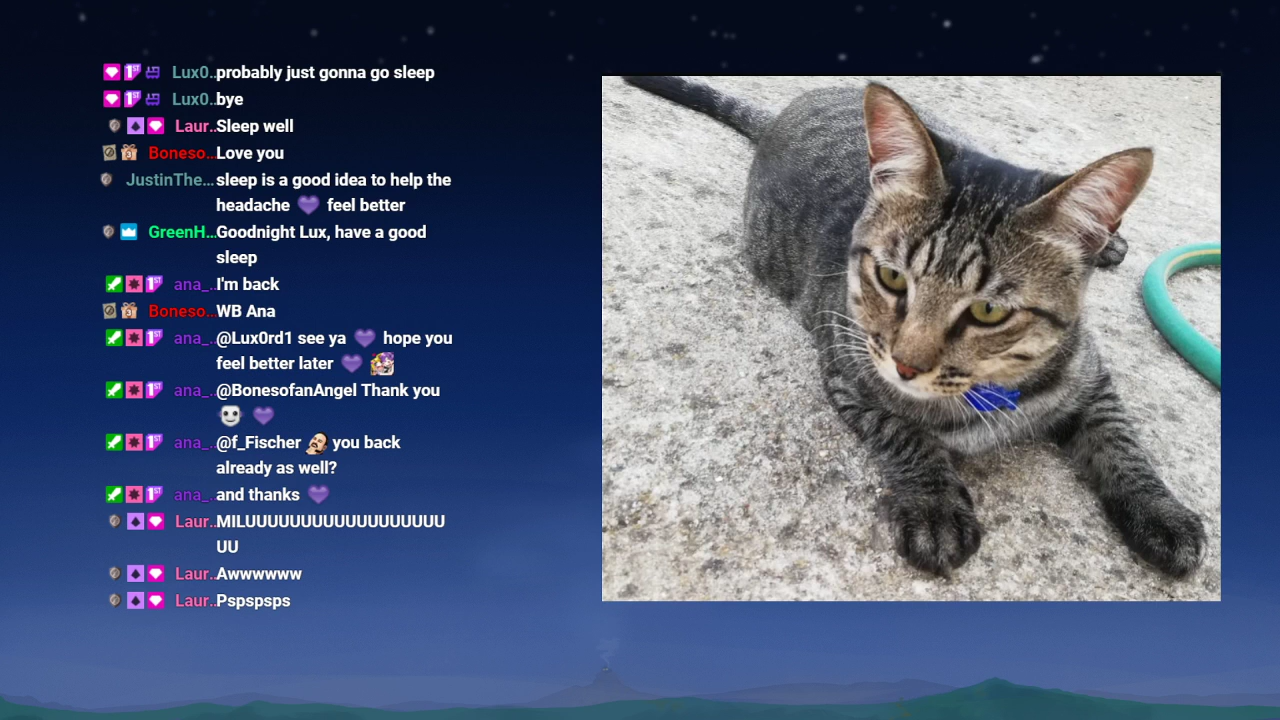 Lux0.. probably just gonna go sleep
Lux0.. bye
Laur.. Sleep well
Boneso... Love you
JustinThe... sleep is a good idea to help the
headache 💜 feel better
GreenH... Goodnight Lux, have a good
sleep
ana_.. I'm back
Boneso... WB Ana
ana_.. @Lux0rd1 see ya 💜 hope you
feel better later 💜
ana_.. @BonesofanAngel Thank you
💜
ana_.. @f_Fischer you back
already as well?
ana_.. and thanks 💜
Laur.. MILUUUUUUUUUUUUUUUUUU
UU
Laur.. Awwwwww
Laur.. Pspspsps